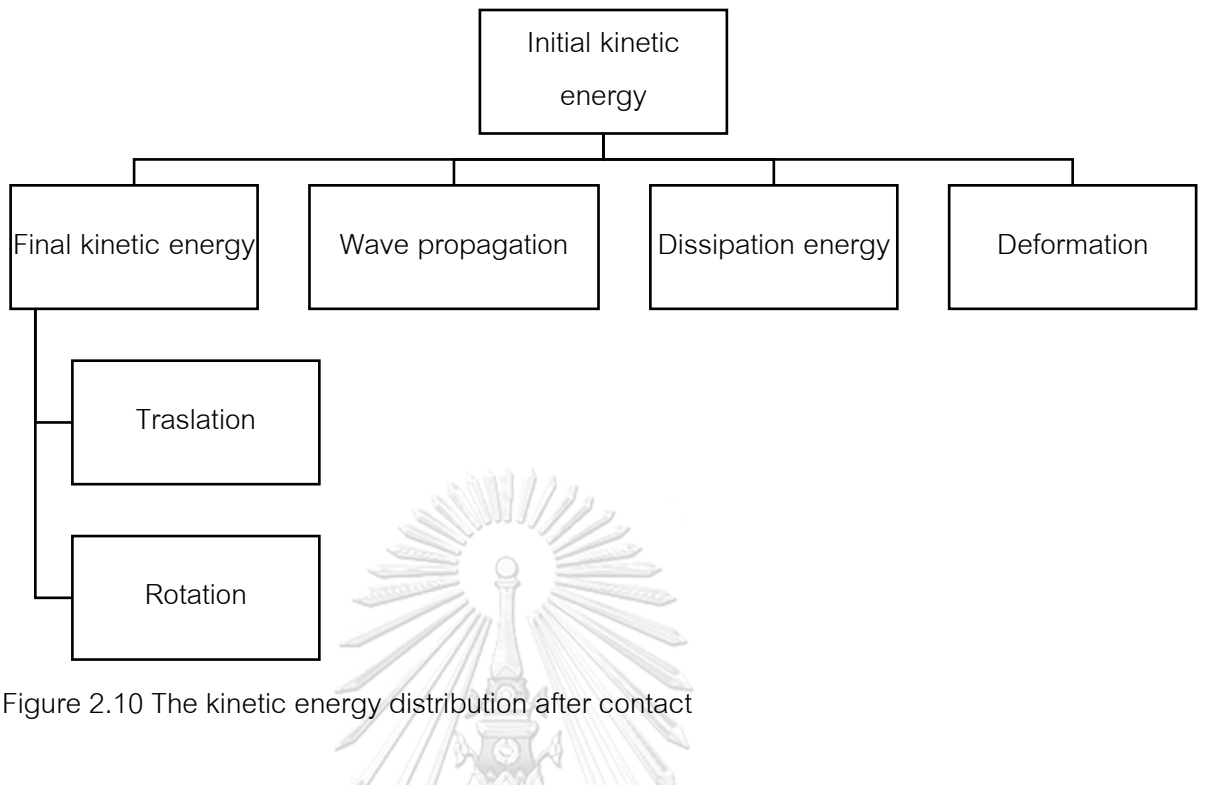 Initial kinetic
energy
Final kinetic energy
Wave propagation
Dissipation energy
Deformation
Traslation
Rotation
Figure 2.10 The kinetic energy distribution after contact